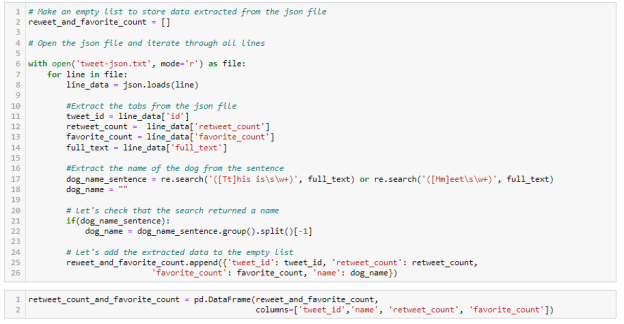 1 # Make an empty list to store data extracted from the json file
2 reweet_and_favorite_count = []
3
4 # Open the json file and iterate through all lines
5
6 with open('tweet-json.txt', mode='r') as file:
7     for line in file:
8         line_data = json.loads(line)
9
10         #Extract the tabs from the json file
11         tweet_id = line_data['id']
12         retweet_count =  line_data['retweet_count']
13         favorite_count = line_data['favorite_count']
14         full_text = line_data['full_text']
15
16         #Extract the name of the dog from the sentence
17         dog_name_sentence = re.search('([Tt]his is\s\w+)', full_text) or re.search('([Mm]eet\s\w+)', full_text)
18         dog_name = ""
19
20         # Let's check that the search returned a name
21         if(dog_name_sentence):
22             dog_name = dog_name_sentence.group().split()[-1]
23
24         # Let's add the extracted data to the empty list
25         reweet_and_favorite_count.append({'tweet_id': tweet_id, 'retweet_count': retweet_count,
26                           'favorite_count': favorite_count, 'name': dog_name})
1 retweet_count_and_favorite_count = pd.DataFrame(reweet_and_favorite_count,
2                                                 columns=['tweet_id','name', 'retweet_count', 'favorite_count'])